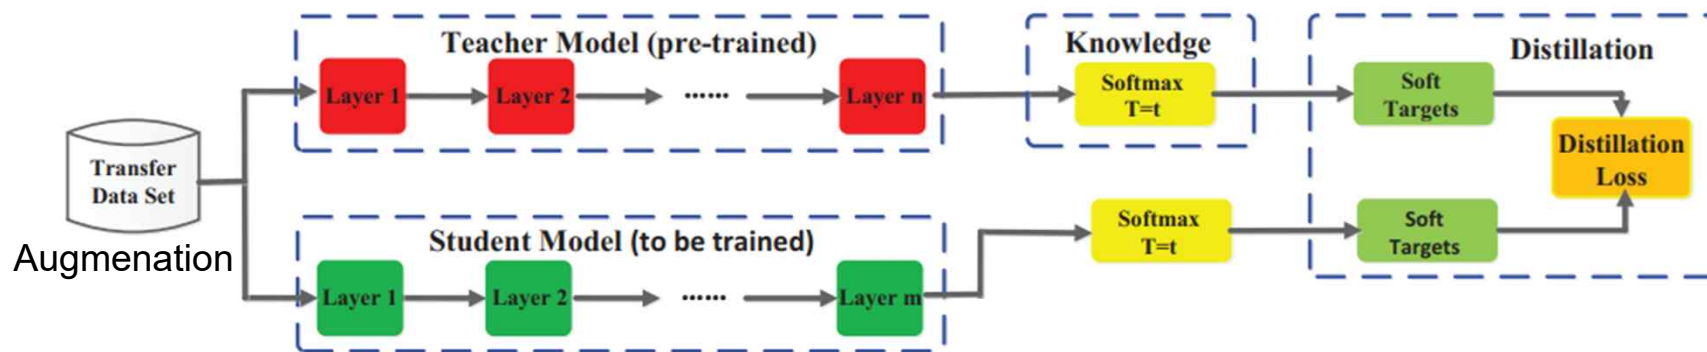 Teacher Model (pre-trained)
Layer 1
Layer 2
......
Layer n
Knowledge
Softmax
T=t
Distillation
Soft
Targets
Distillation
Loss
Transfer
Data Set
Augmenation
Student Model (to be trained)
Layer 1
Layer 2
......
Layer m
Softmax
T=t
Soft
Targets